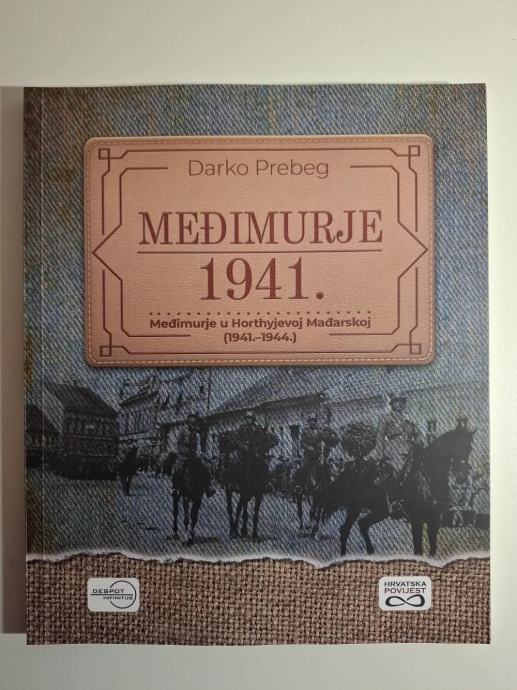 Darko Prebeg
MEĐIMURJE
1941.
Međimurje u Horthyjevoj Mađarskoj
(1941.–1944.)
DESPOT
INFINITUS
HRVATSKA
POVIJEST